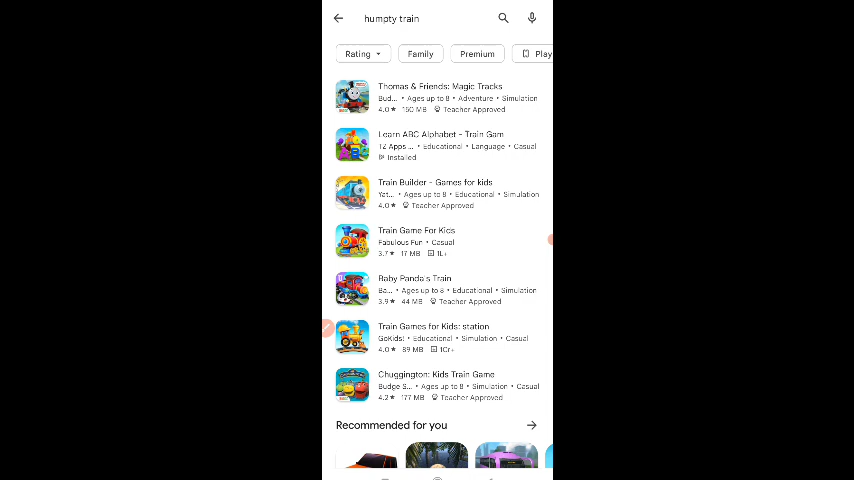 humpty train
Rating Family Premium Play
Thomas & Friends: Magic Tracks
Bud... • Ages up to 8 • Adventure • Simulation
4.0★ 150 MB Teacher Approved
Learn ABC Alphabet - Train Gam
TZ Apps ... • Educational • Language • Casual
Installed
Train Builder - Games for kids
Yat... • Ages up to 8 • Educational • Simulation
4.0★ Teacher Approved
Train Game For Kids
Fabulous Fun • Casual
3.7★ 17 MB 1L+
Baby Panda's Train
Ba... • Ages up to 8 • Educational • Simulation
3.9★ 44 MB Teacher Approved
Train Games for Kids: station
GoKids! • Educational • Simulation • Casual
4.0★ 89 MB 1Cr+
Chuggington: Kids Train Game
Budge S... • Ages up to 8 • Simulation • Casual
4.2★ 177 MB Teacher Approved
Recommended for you